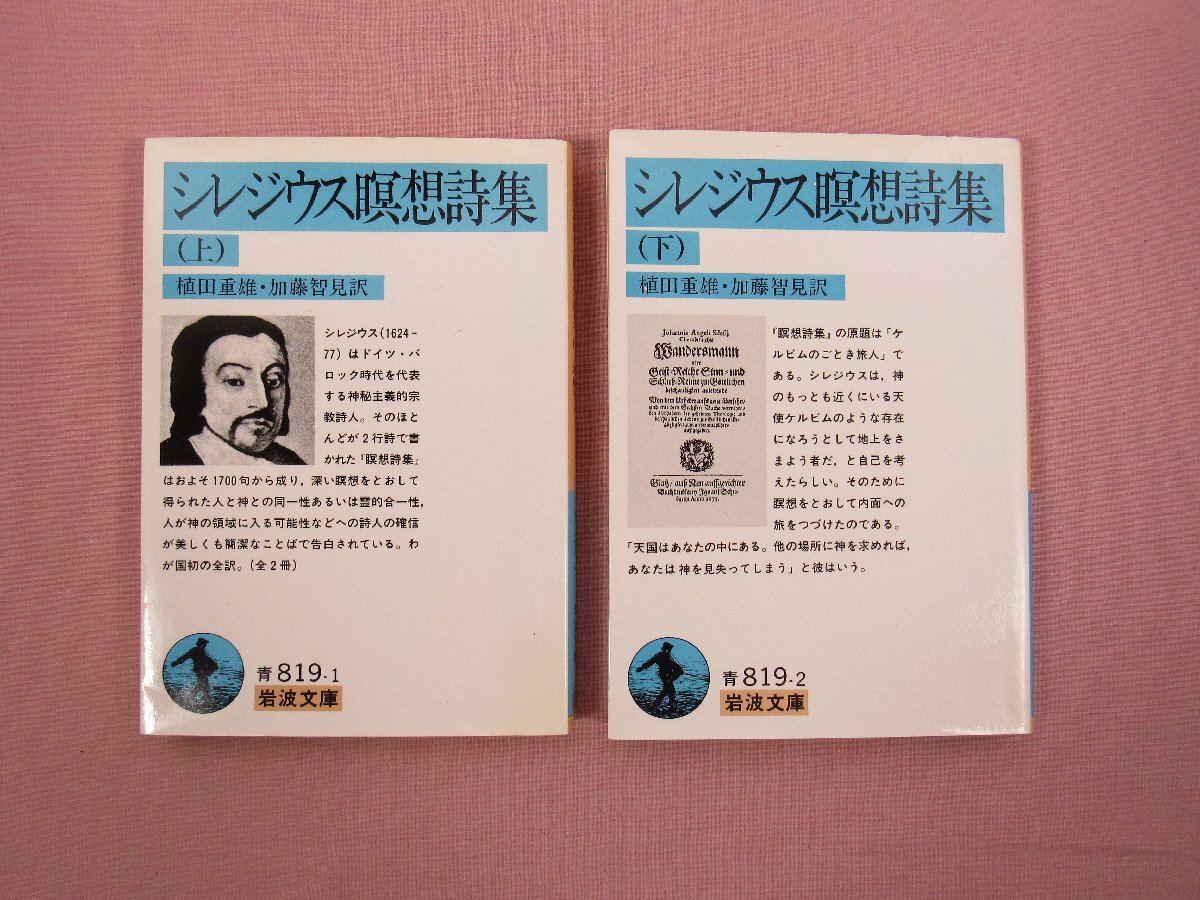 シレジウス瞑想詩集
(上)
植田重雄・加藤智見訳
シレジウス(1624-
77)はドイツ・バ
ロック時代を代表
する神秘主義的宗
教詩人。そのほと
んどが2行詩で書
かれた『瞑想詩集』
はおよそ1700句から成り，深い瞑想をとおして
得られた人と神との同一性あるいは霊的合一性，
人が神の領域に入る可能性などへの詩人の確信
が美しくも簡潔なことばで告白されている。わ
が国初の全訳。(全2冊)
青819-1
岩波文庫
シレジウス瞑想詩集
(下)
植田重雄・加藤智見訳
Johannis Angeli Silesij
Cherubinischer
Wandersmann
oder
Geist-Reiche Sinn- und
Schluß-Reime zur Göttlichen
beschauligkeit anleitende
『瞑想詩集』の原題は「ケ
ルビムのごとき旅人」で
ある。シレジウスは，神
のもっとも近くにいる天
使ケルビムのような存在
になろうとして地上をさ
まよう者だ，と自己を考
えたらしい。そのために
瞑想をとおして内面への
旅をつづけたのである。
「天国はあなたの中にある。他の場所に神を求めれば，
あなたは神を見失ってしまう」と彼はいう。
青819-2
岩波文庫